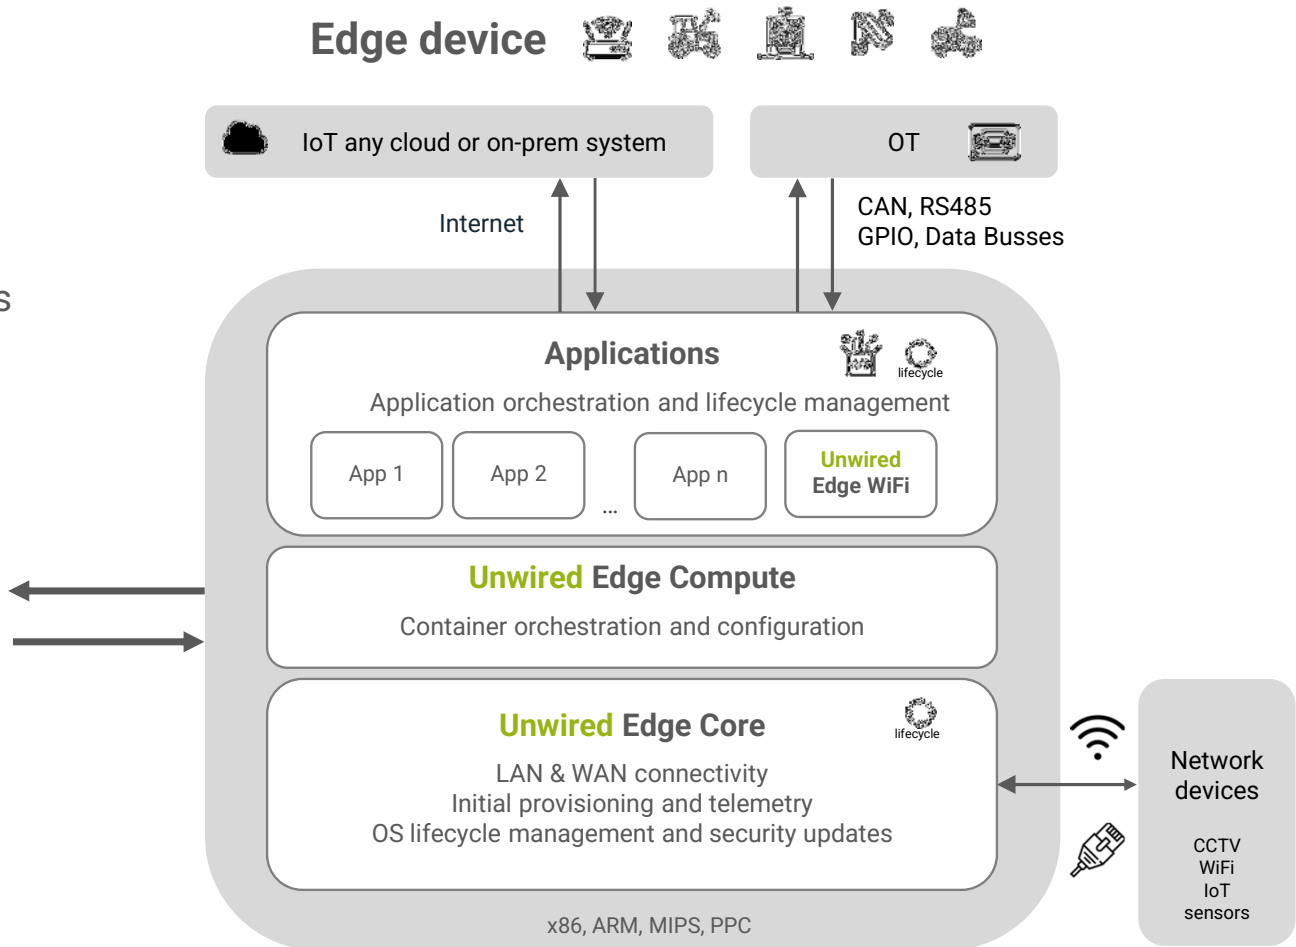 Edge device
IoT any cloud or on-prem system
OT
Internet
CAN, RS485
GPIO, Data Busses
s
Applications
lifecycle
Application orchestration and lifecycle management
App 1
App 2
...
App n
Unwired
Edge WiFi
Unwired Edge Compute
Container orchestration and configuration
Unwired Edge Core
lifecycle
LAN & WAN connectivity
Initial provisioning and telemetry
OS lifecycle management and security updates
x86, ARM, MIPS, PPC
Network
devices
CCTV
WiFi
IoT
sensors